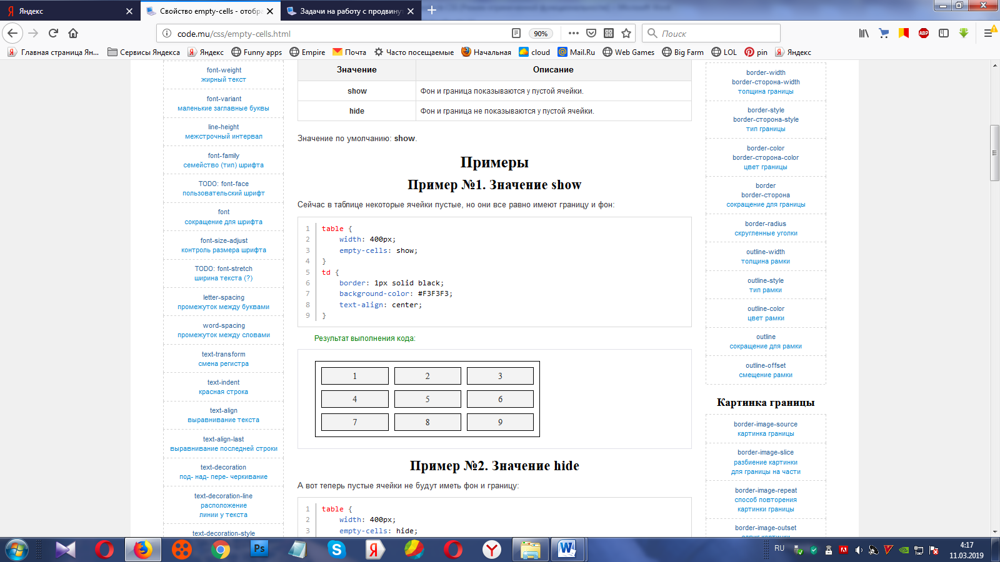 Яндекс
Свойство empty-cells - отобра
Задачи на работу с продвинут
code.mu/css/empty-cells.html
90%
Поиск
Главная страница Ян...
Сервисы Яндекса
Яндекс
Funny apps
Empire
Почта
Часто посещаемые
Начальная
cloud
Mail.Ru
Web Games
Big Farm
LOL
pin
Яндекс
font-weight
жирный текст
font-variant
маленькие заглавные буквы
line-height
межстрочный интервал
font-family
семейство (тип) шрифта
TODO: font-face
пользовательский шрифт
font
сокращение для шрифта
font-size-adjust
контроль размера шрифта
TODO: font-stretch
ширина текста (?)
letter-spacing
промежуток между буквами
word-spacing
промежуток между словами
text-transform
смена регистра
text-indent
красная строка
text-align
выравнивание текста
text-align-last
выравнивание последней строки
text-decoration
под- над- пере- черкивание
text-decoration-line
расположение
линии у текста
text-decoration-style
Значение Описание
show Фон и граница показываются у пустой ячейки.
hide Фон и граница не показываются у пустой ячейки.
Значение по умолчанию: show.
Примеры
Пример №1. Значение show
Сейчас в таблице некоторые ячейки пустые, но они все равно имеют границу и фон:
1 table {
2 width: 400px;
3 empty-cells: show;
4 }
5 td {
6 border: 1px solid black;
7 background-color: #F3F3F3;
8 text-align: center;
9 }
Результат выполнения кода:
1 2 3
4 5 6
7 8 9
Пример №2. Значение hide
А вот теперь пустые ячейки не будут иметь фон и границу:
1 table {
2 width: 400px;
3 empty-cells: hide;
border-width
border-сторона-width
толщина границы
border-style
border-сторона-style
тип границы
border-color
border-сторона-color
цвет границы
border
border-сторона
сокращение для границы
border-radius
скругленные уголки
outline-width
толщина рамки
outline-style
тип рамки
outline-color
цвет рамки
outline
сокращение для рамки
outline-offset
смещение рамки
Картинка границы
border-image-source
картинка границы
border-image-slice
разбиение картинки
для границы на части
border-image-repeat
способ повторения
картинки границы
border-image-outset
RU
4:17
11.03.2019